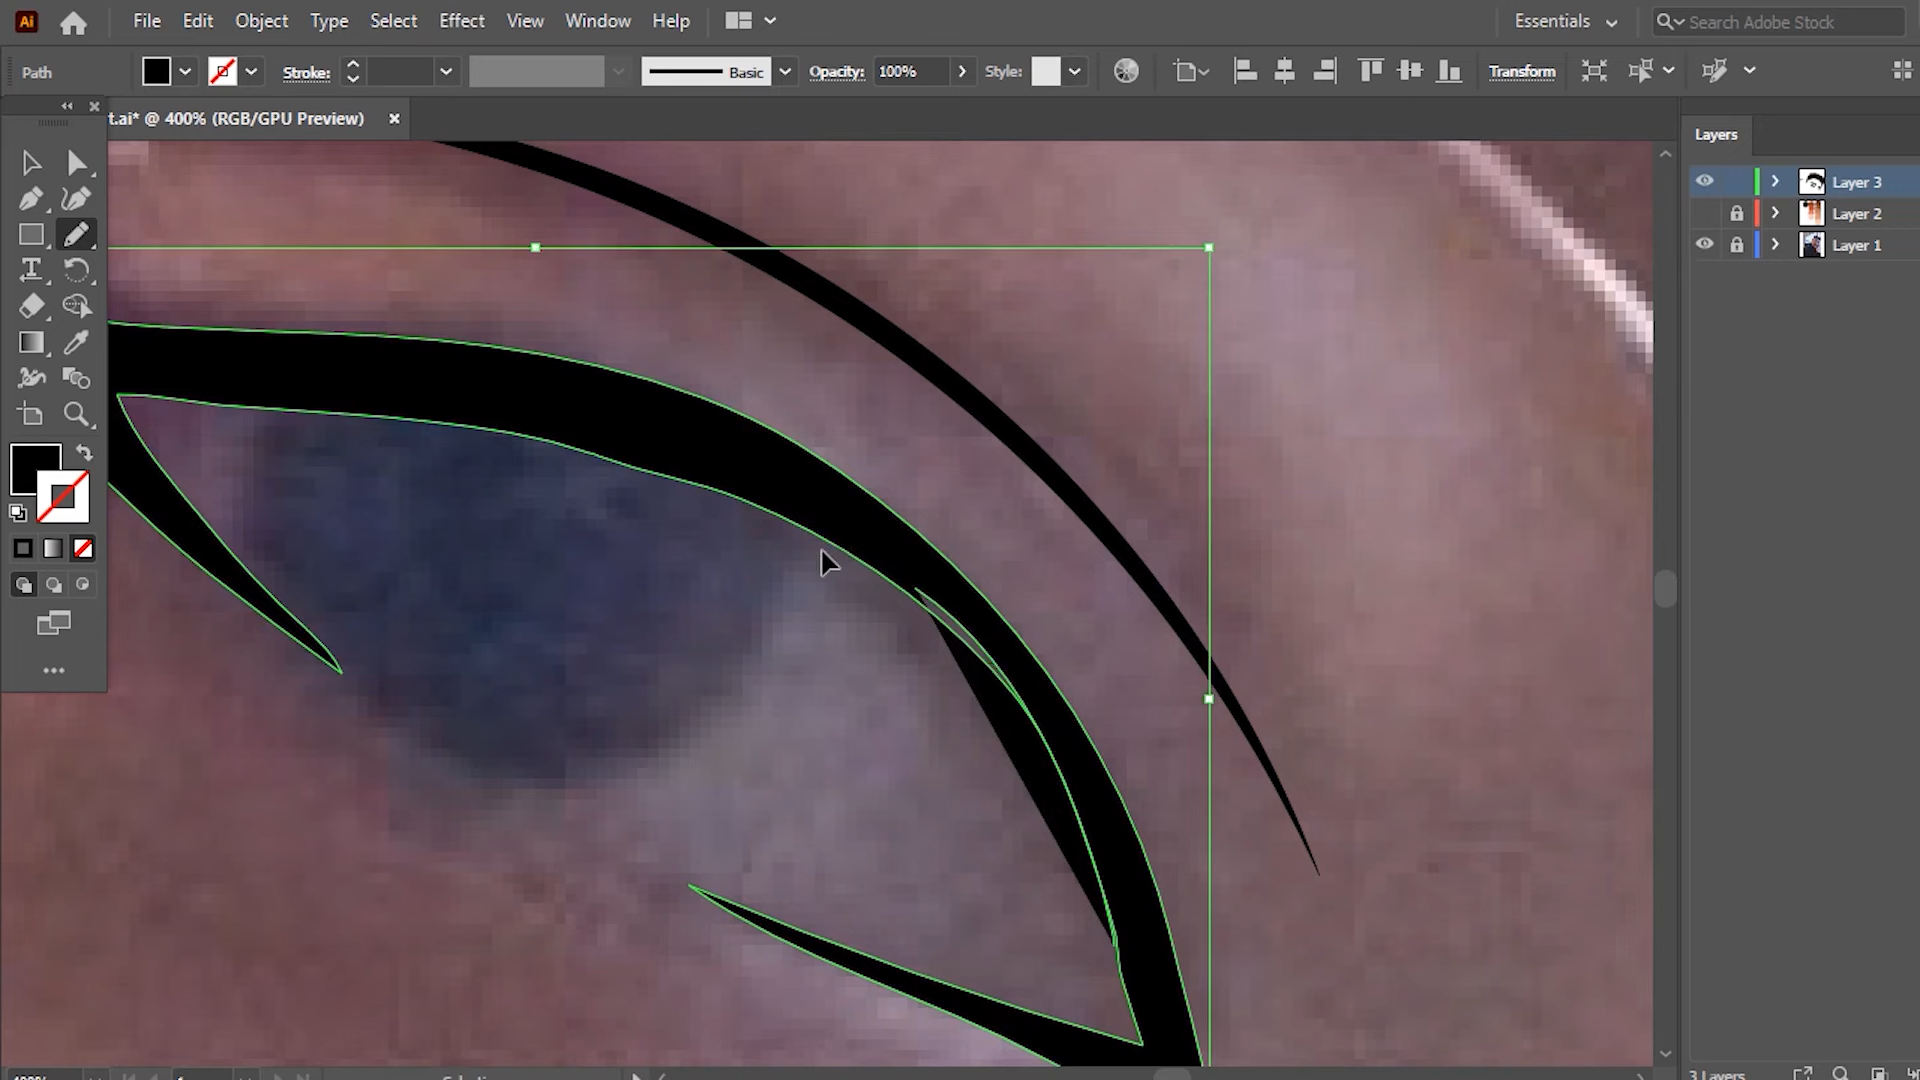 Ai File Edit Object Type Select Effect View Window Help Essentials Search Adobe Stock
Path Stroke: Basic Opacity: 100% Style: Transform
t.ai* @ 400% (RGB/GPU Preview)
Layers
Layer 3
Layer 2
Layer 1
3 Layers